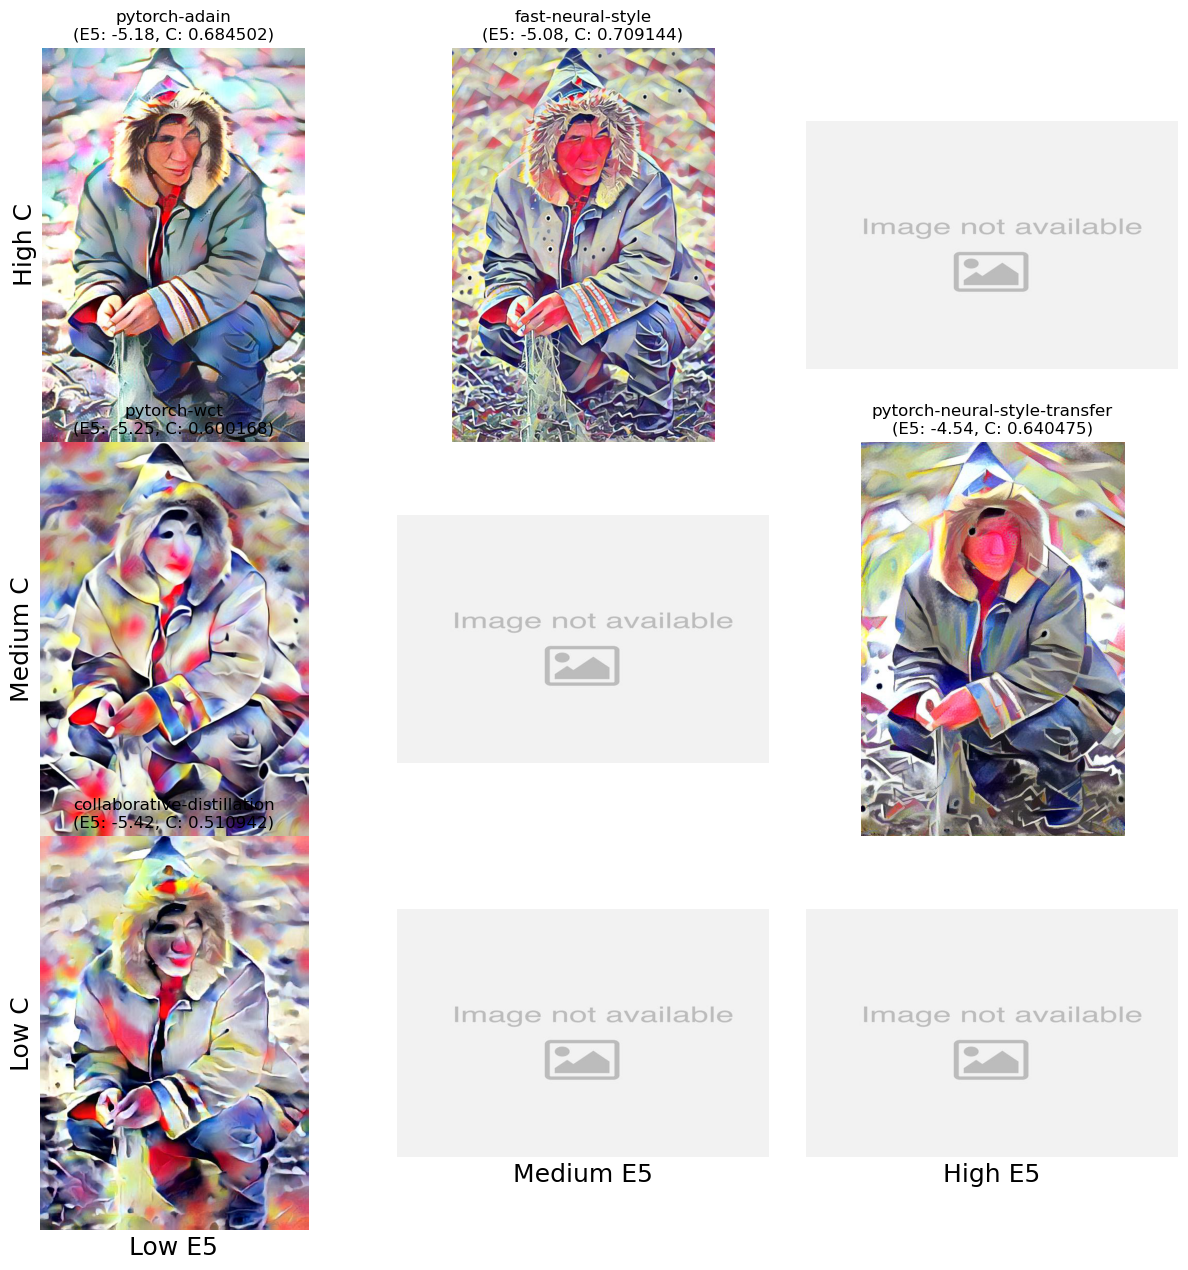 pytorch-adain
(E5: -5.18, C: 0.684502)
fast-neural-style
(E5: -5.08, C: 0.709144)
High C
Image not available
pytorch-wct
(E5: -5.25, C: 0.600168)
pytorch-neural-style-transfer
(E5: -4.54, C: 0.640475)
Medium C
Image not available
collaborative-distillation
(E5: -5.42, C: 0.510942)
Low C
Image not available
Image not available
Low E5
Medium E5
High E5